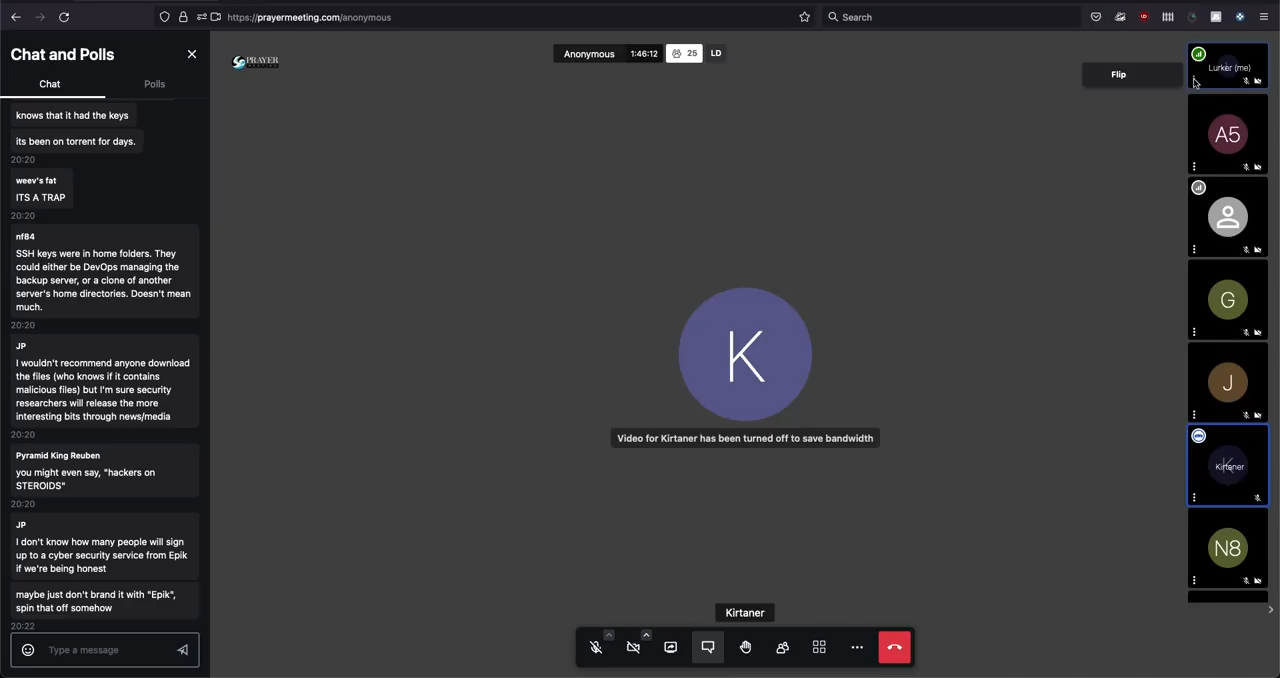 https://prayermeeting.com/anonymous
Search
Chat and Polls
Chat
Polls
knows that it had the keys
its been on torrent for days.
20:20
weev's fat
ITS A TRAP
20:20
nf84
SSH keys were in home folders. They
could either be DevOps managing the
backup server, or a clone of another
server's home directories. Doesn't mean
much.
20:20
JP
I wouldn't recommend anyone download
the files (who knows if it contains
malicious files) but I'm sure security
researchers will release the more
interesting bits through news/media
20:20
Pyramid King Reuben
you might even say, "hackers on
STEROIDS"
20:20
JP
I don't know how many people will sign
up to a cyber security service from Epik
if we're being honest
maybe just don't brand it with "Epik",
spin that off somehow
20:22
Type a message
PRAYER
MEETING
Anonymous
1:46:12
25
LD
K
Video for Kirtaner has been turned off to save bandwidth
Kirtaner
Flip
Lurker (me)
A5
G
J
Kirtaner
N8